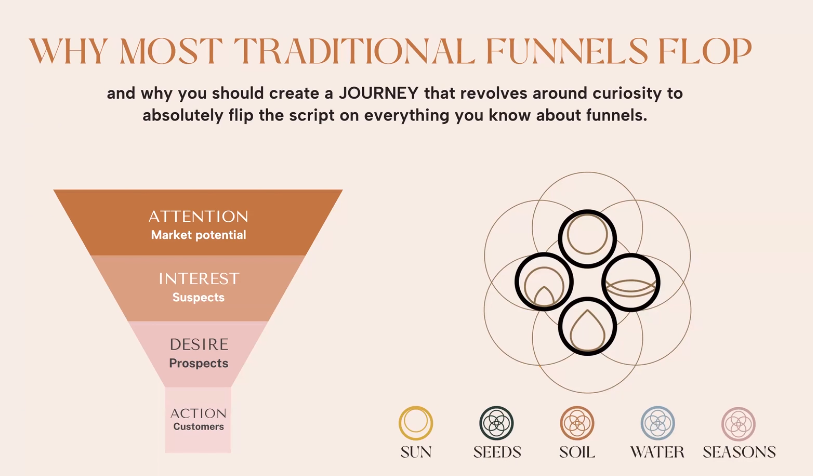 WHY MOST TRADITIONAL FUNNELS FLOP
and why you should create a JOURNEY that revolves around curiosity to
absolutely flip the script on everything you know about funnels.
ATTENTION
Market potential
INTEREST
Suspects
DESIRE
Prospects
ACTION
Customers
SUN
SEEDS
SOIL
WATER
SEASONS